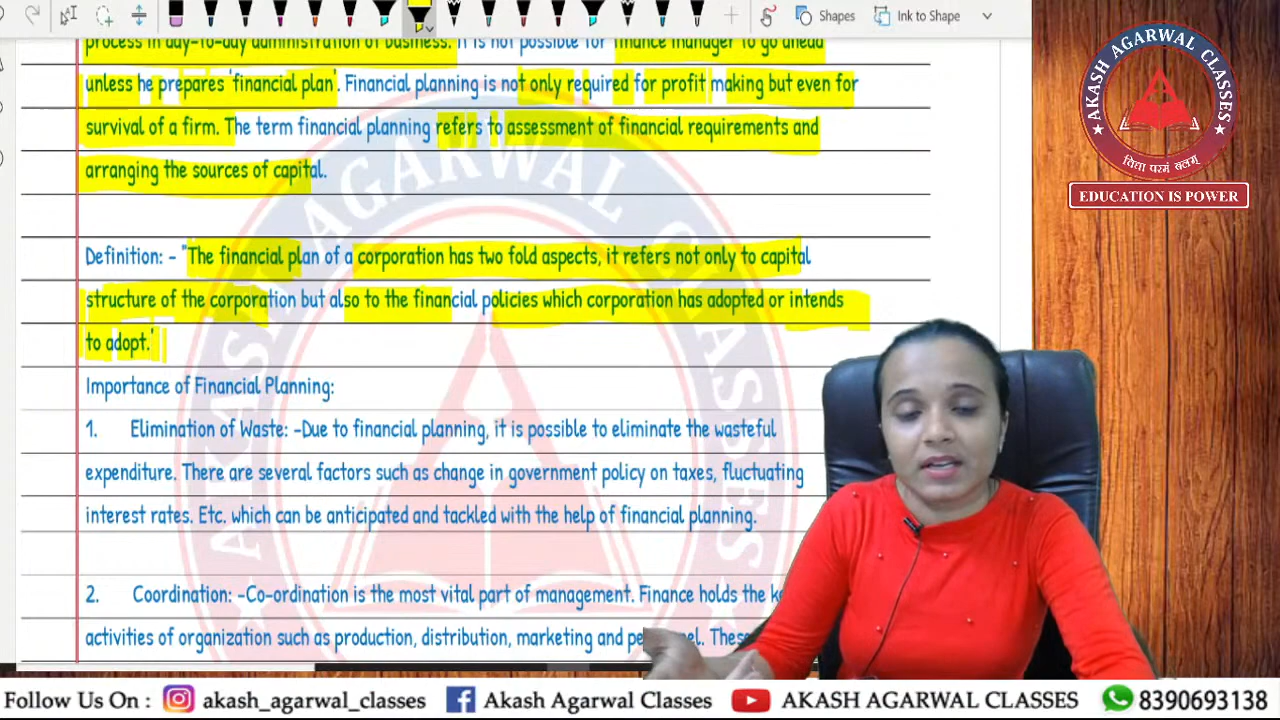 Shapes
Ink to Shape
process in day-to-day administration of business. It is not possible for finance manager to go ahead
unless he prepares 'financial plan'. Financial planning is not only required for profit making but even for
survival of a firm. The term financial planning refers to assessment of financial requirements and
arranging the sources of capital.
Definition: - "The financial plan of a corporation has two fold aspects, it refers not only to capital
structure of the corporation but also to the financial policies which corporation has adopted or intends
to adopt.'
Importance of Financial Planning:
1. Elimination of Waste: -Due to financial planning, it is possible to eliminate the wasteful
expenditure. There are several factors such as change in government policy on taxes, fluctuating
interest rates. Etc. which can be anticipated and tackled with the help of financial planning.
2. Coordination: -Co-ordination is the most vital part of management. Finance holds the
activities of organization such as production, distribution, marketing and
AKASH AGARWAL CLASSES
विद्या परमं बलम्
EDUCATION IS POWER
AKASH AGARWAL CLASSES
Follow Us On : akash_agarwal_classes Akash Agarwal Classes AKASH AGARWAL CLASSES 8390693138